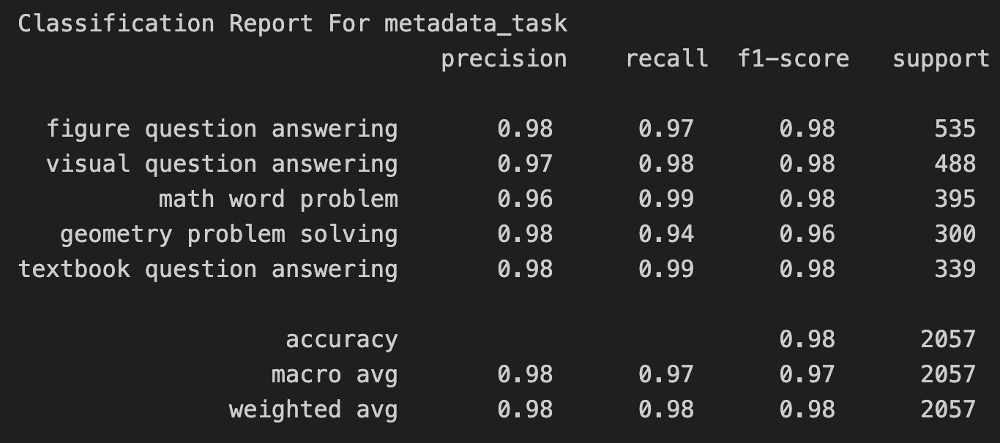 Classification Report For metadata_task
precision recall f1-score support
figure question answering 0.98 0.97 0.98 535
visual question answering 0.97 0.98 0.98 488
math word problem 0.96 0.99 0.98 395
geometry problem solving 0.98 0.94 0.96 300
textbook question answering 0.98 0.99 0.98 339
accuracy 0.98 2057
macro avg 0.98 0.97 0.97 2057
weighted avg 0.98 0.98 0.98 2057